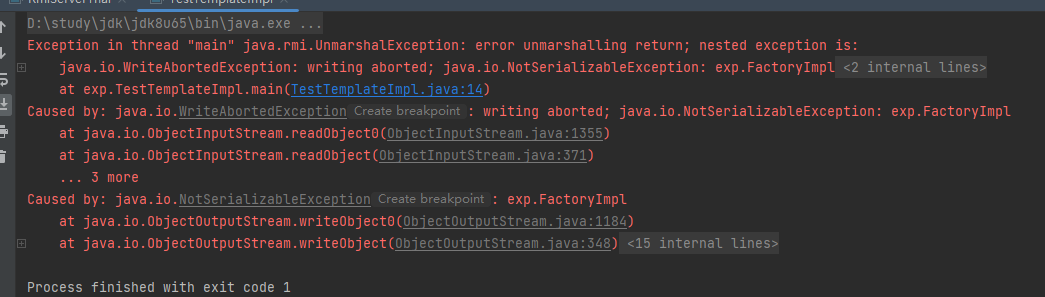 TestTemplateImpl
D:\study\jdk\jdk8u65\bin\java.exe ...
Exception in thread "main" java.rmi.UnmarshalException: error unmarshalling return; nested exception is:
java.io.WriteAbortedException: writing aborted; java.io.NotSerializableException: exp.FactoryImpl <2 internal lines>
at exp.TestTemplateImpl.main(TestTemplateImpl.java:14)
Caused by: java.io.WriteAbortedException Create breakpoint : writing aborted; java.io.NotSerializableException: exp.FactoryImpl
at java.io.ObjectInputStream.readObject0(ObjectInputStream.java:1355)
at java.io.ObjectInputStream.readObject(ObjectInputStream.java:371)
... 3 more
Caused by: java.io.NotSerializableException Create breakpoint : exp.FactoryImpl
at java.io.ObjectOutputStream.writeObject0(ObjectOutputStream.java:1184)
at java.io.ObjectOutputStream.writeObject(ObjectOutputStream.java:348) <15 internal lines>
Process finished with exit code 1